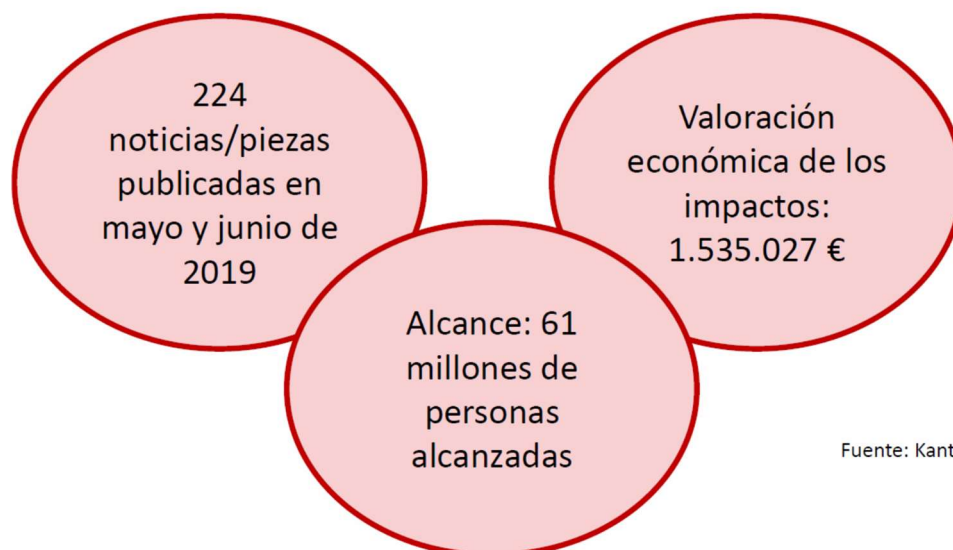 224
noticias/piezas
publicadas en
mayo y junio de
2019
Valoración
económica de los
impactos:
1.535.027 €
Alcance: 61
millones de
personas
alcanzadas
Fuente: Kant